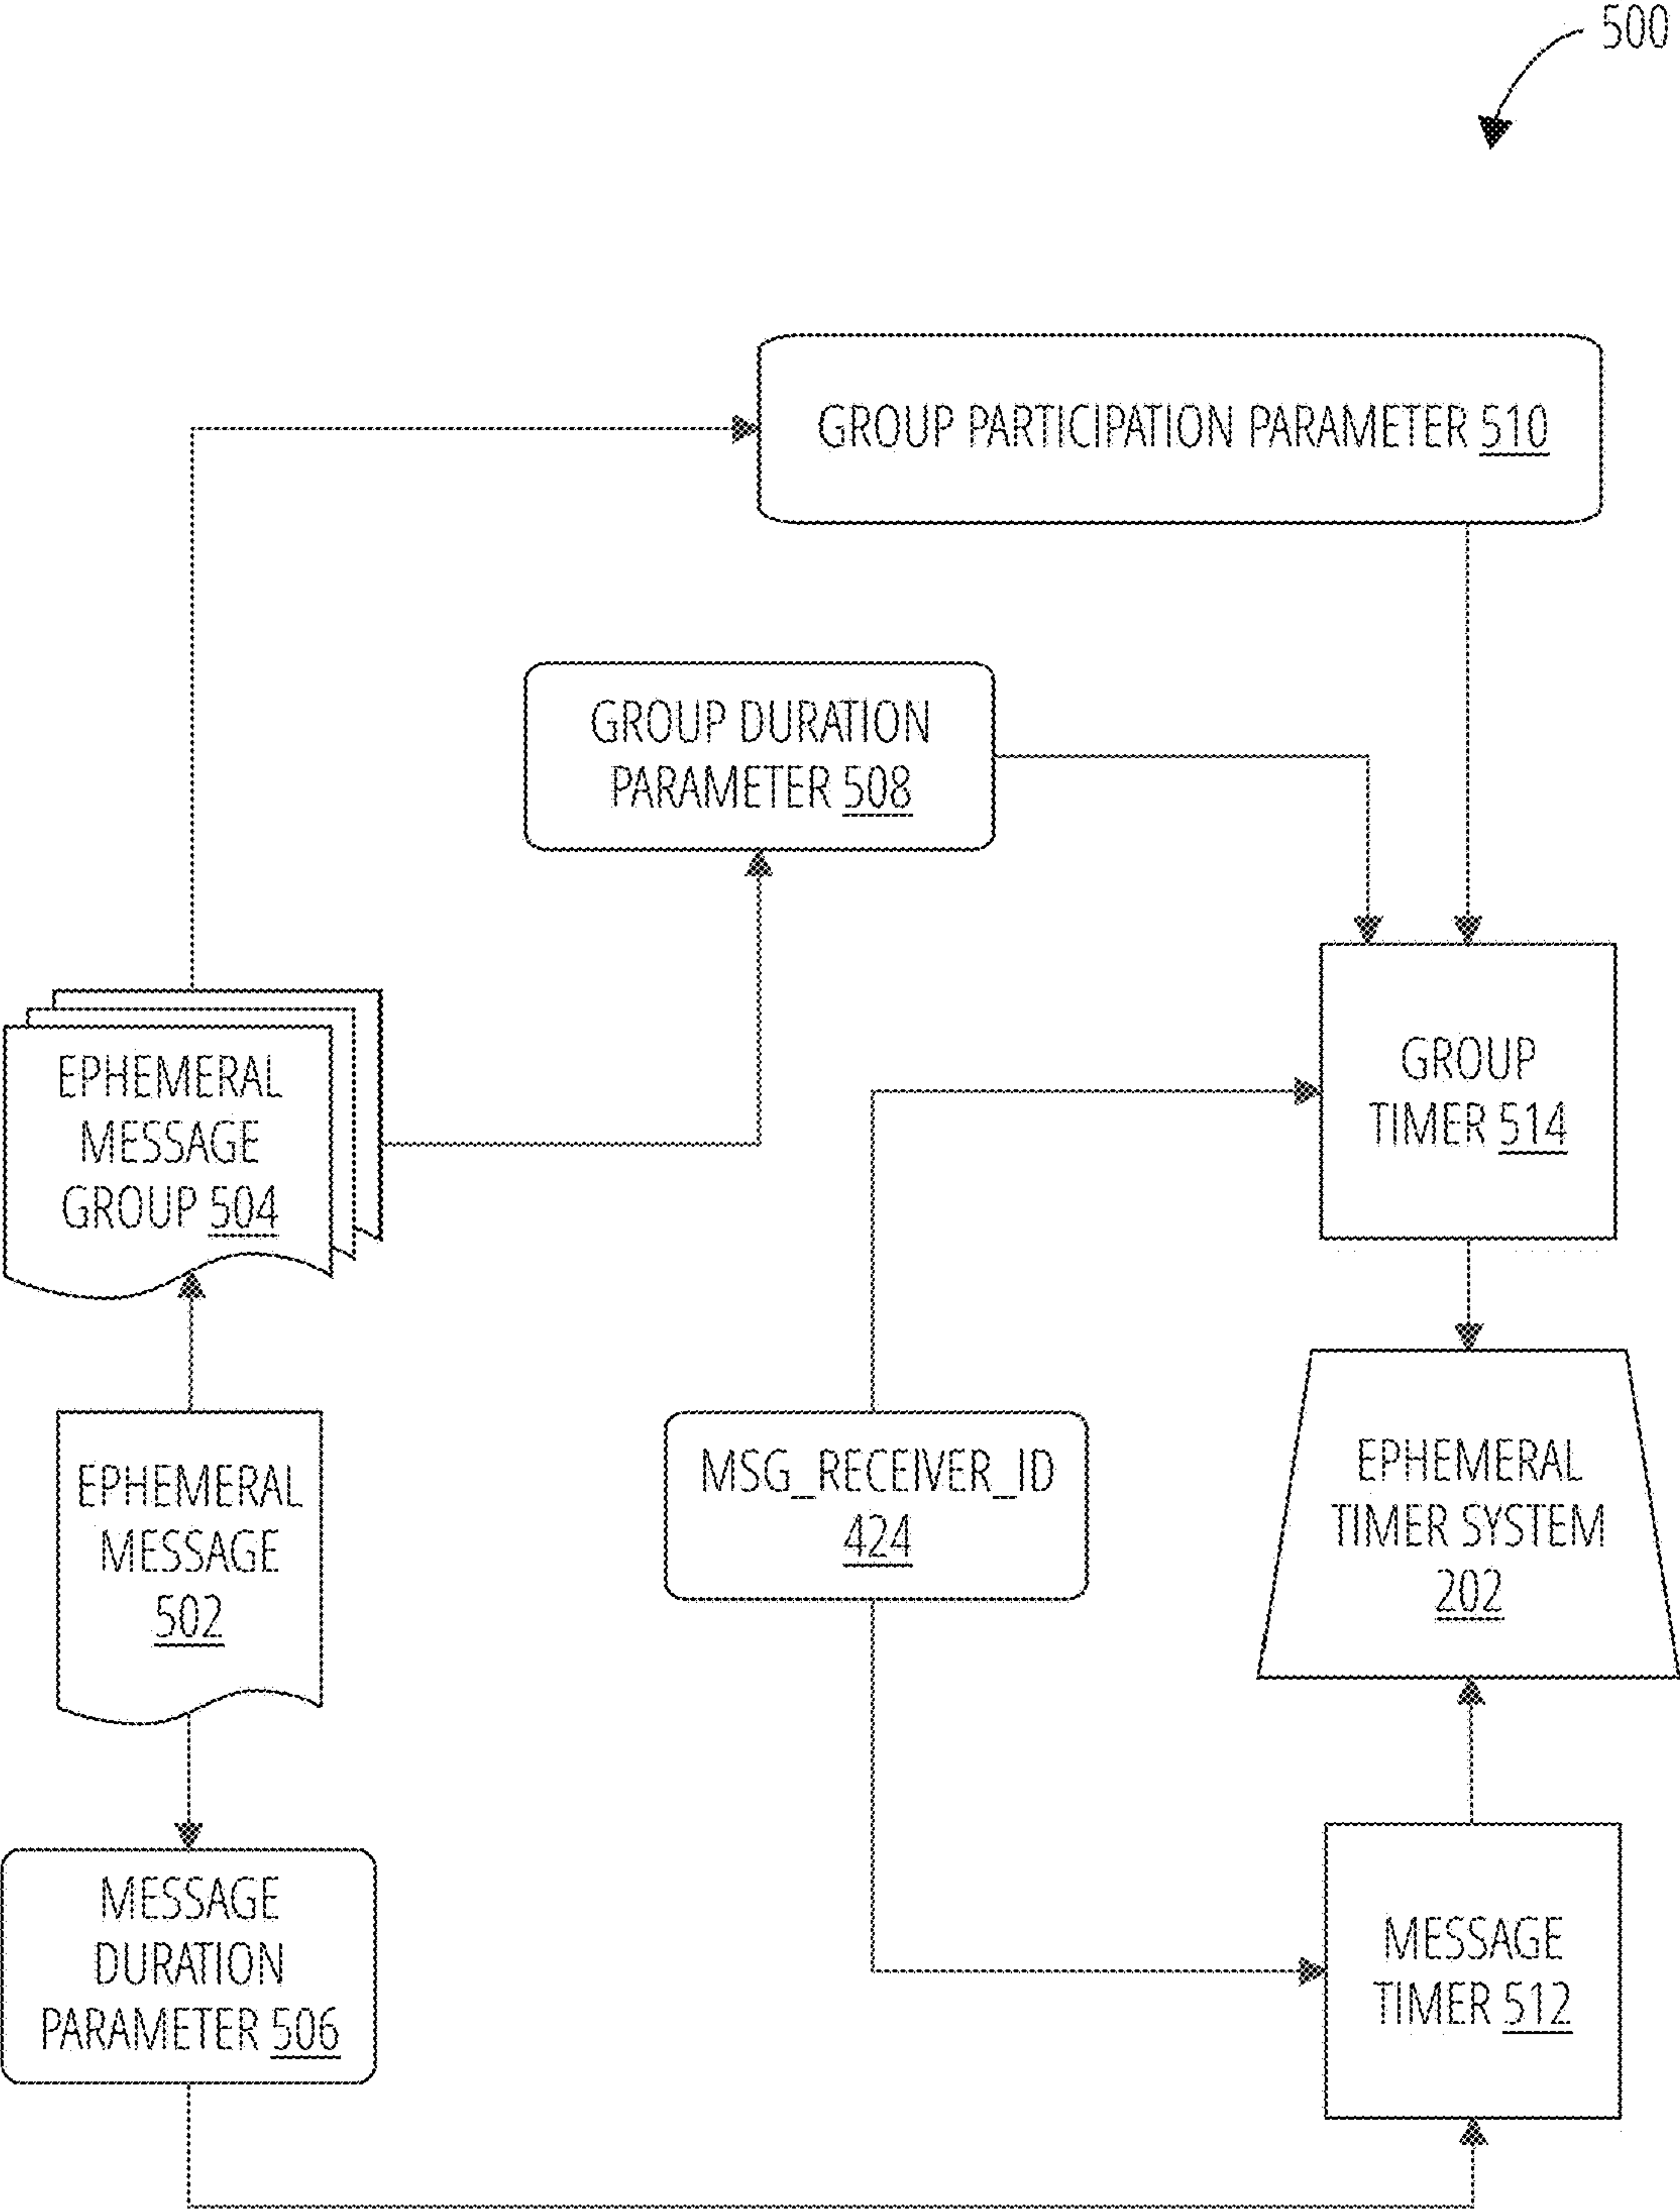 500
GROUP PARTICIPATION PARAMETER 510
GROUP DURATION
PARAMETER 508
EPHEMERAL
MESSAGE
GROUP 504
GROUP
TIMER 514
EPHEMERAL
MESSAGE
502
MSG_RECEIVER_ID
424
EPHEMERAL
TIMER SYSTEM
202
MESSAGE
DURATION
PARAMETER 506
MESSAGE
TIMER 512